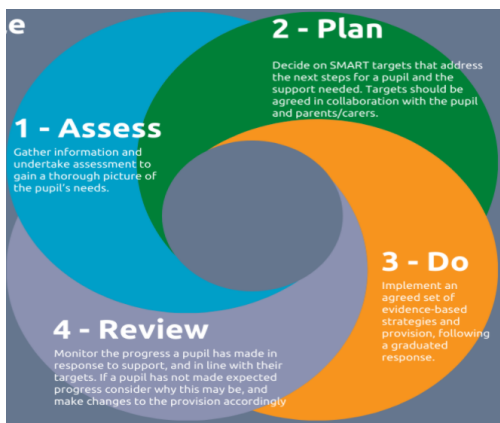 e
1 - Assess
Gather information and
undertake assessment to
gain a thorough picture of
the pupil's needs.
2 - Plan
Decide on SMART targets that address
the next steps for a pupil and the
support needed. Targets should be
agreed in collaboration with the pupil
and parents/carers.
3 - Do
Implement an
agreed set of
evidence-based
strategies and
provision, following
a graduated
response.
4 - Review
Monitor the progress a pupil has made in
response to support, and in line with their
targets. If a pupil has not made expected
progress consider why this may be, and
make changes to the provision accordingly